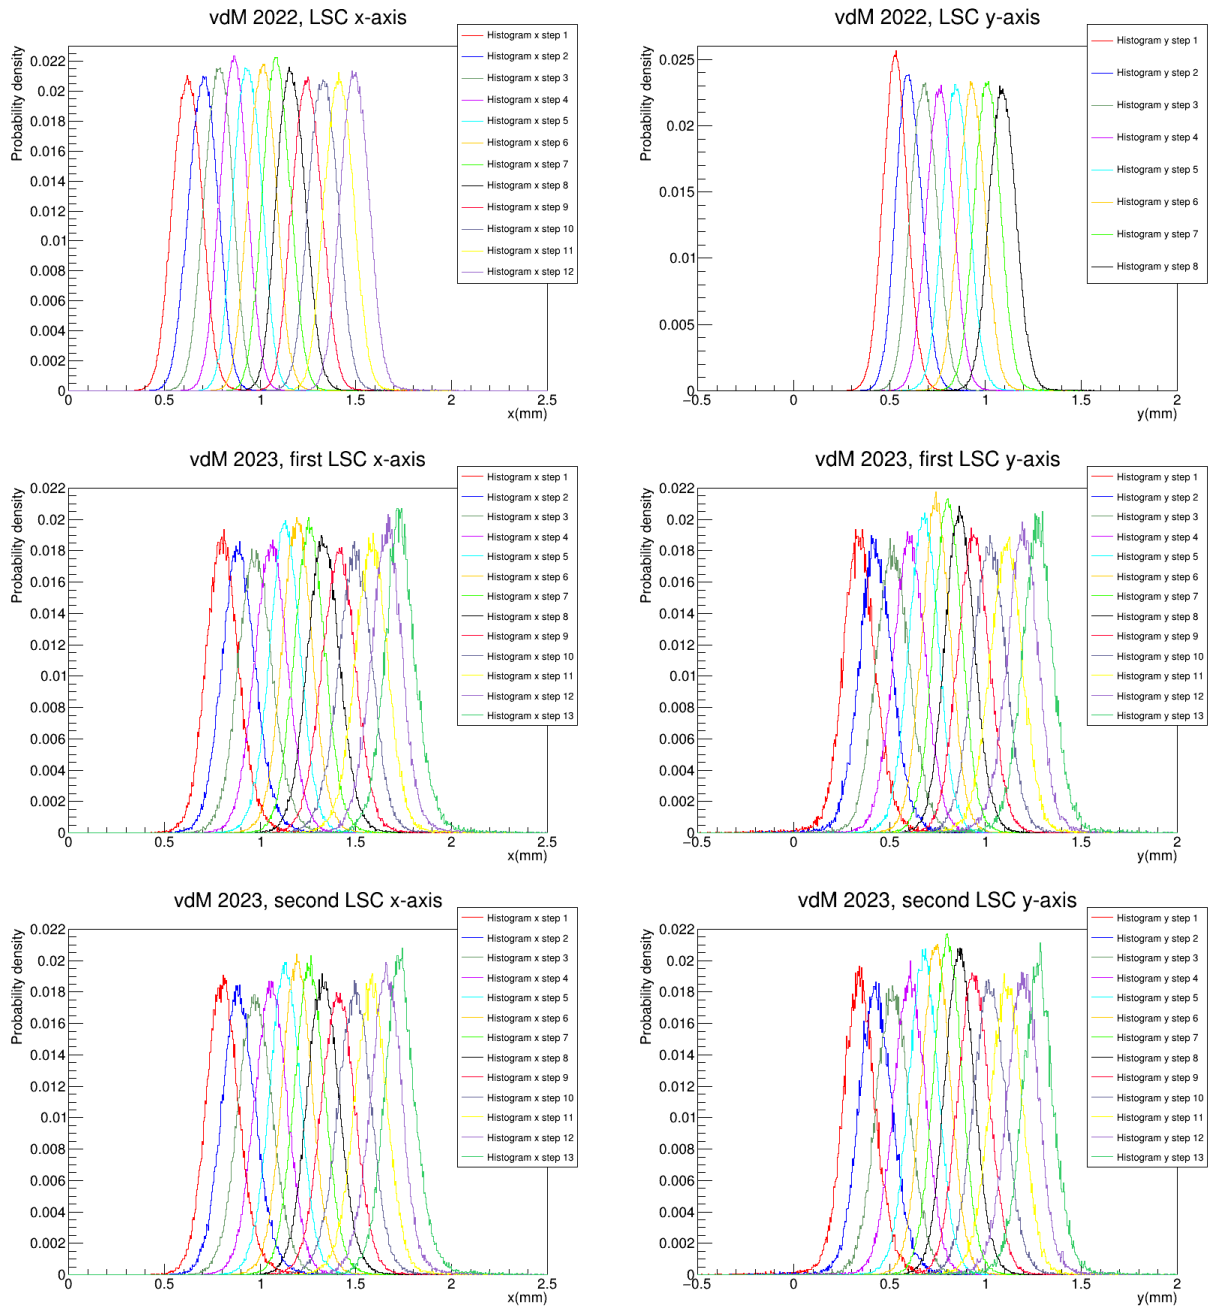 vdM 2022, LSC x-axis
Probability density
0.022
0.02
0.018
0.016
0.014
0.012
0.01
0.008
0.006
0.004
0.002
0
0 0.5 1 1.5 2 2.5
x(mm)
Histogram x step 1
Histogram x step 2
Histogram x step 3
Histogram x step 4
Histogram x step 5
Histogram x step 6
Histogram x step 7
Histogram x step 8
Histogram x step 9
Histogram x step 10
Histogram x step 11
Histogram x step 12
vdM 2022, LSC y-axis
Probability density
0.025
0.02
0.015
0.01
0.005
0
−0.5 0 0.5 1 1.5 2
y(mm)
Histogram y step 1
Histogram y step 2
Histogram y step 3
Histogram y step 4
Histogram y step 5
Histogram y step 6
Histogram y step 7
Histogram y step 8
vdM 2023, first LSC x-axis
Probability density
0.022
0.02
0.018
0.016
0.014
0.012
0.01
0.008
0.006
0.004
0.002
0
0 0.5 1 1.5 2 2.5
x(mm)
Histogram x step 1
Histogram x step 2
Histogram x step 3
Histogram x step 4
Histogram x step 5
Histogram x step 6
Histogram x step 7
Histogram x step 8
Histogram x step 9
Histogram x step 10
Histogram x step 11
Histogram x step 12
Histogram x step 13
vdM 2023, first LSC y-axis
Probability density
0.022
0.02
0.018
0.016
0.014
0.012
0.01
0.008
0.006
0.004
0.002
0
−0.5 0 0.5 1 1.5 2
y(mm)
Histogram y step 1
Histogram y step 2
Histogram y step 3
Histogram y step 4
Histogram y step 5
Histogram y step 6
Histogram y step 7
Histogram y step 8
Histogram y step 9
Histogram y step 10
Histogram y step 11
Histogram y step 12
Histogram y step 13
vdM 2023, second LSC x-axis
Probability density
0.022
0.02
0.018
0.016
0.014
0.012
0.01
0.008
0.006
0.004
0.002
0
0 0.5 1 1.5 2 2.5
x(mm)
Histogram x step 1
Histogram x step 2
Histogram x step 3
Histogram x step 4
Histogram x step 5
Histogram x step 6
Histogram x step 7
Histogram x step 8
Histogram x step 9
Histogram x step 10
Histogram x step 11
Histogram x step 12
Histogram x step 13
vdM 2023, second LSC y-axis
Probability density
0.022
0.02
0.018
0.016
0.014
0.012
0.01
0.008
0.006
0.004
0.002
0
−0.5 0 0.5 1 1.5 2
y(mm)
Histogram y step 1
Histogram y step 2
Histogram y step 3
Histogram y step 4
Histogram y step 5
Histogram y step 6
Histogram y step 7
Histogram y step 8
Histogram y step 9
Histogram y step 10
Histogram y step 11
Histogram y step 12
Histogram y step 13